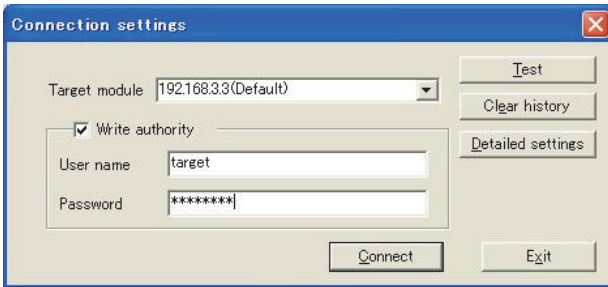 Connection settings
Target module 192.168.3.3(Default)
Test
Clear history
Write authority
Detailed settings
User name target
Password ********
Connect Exit